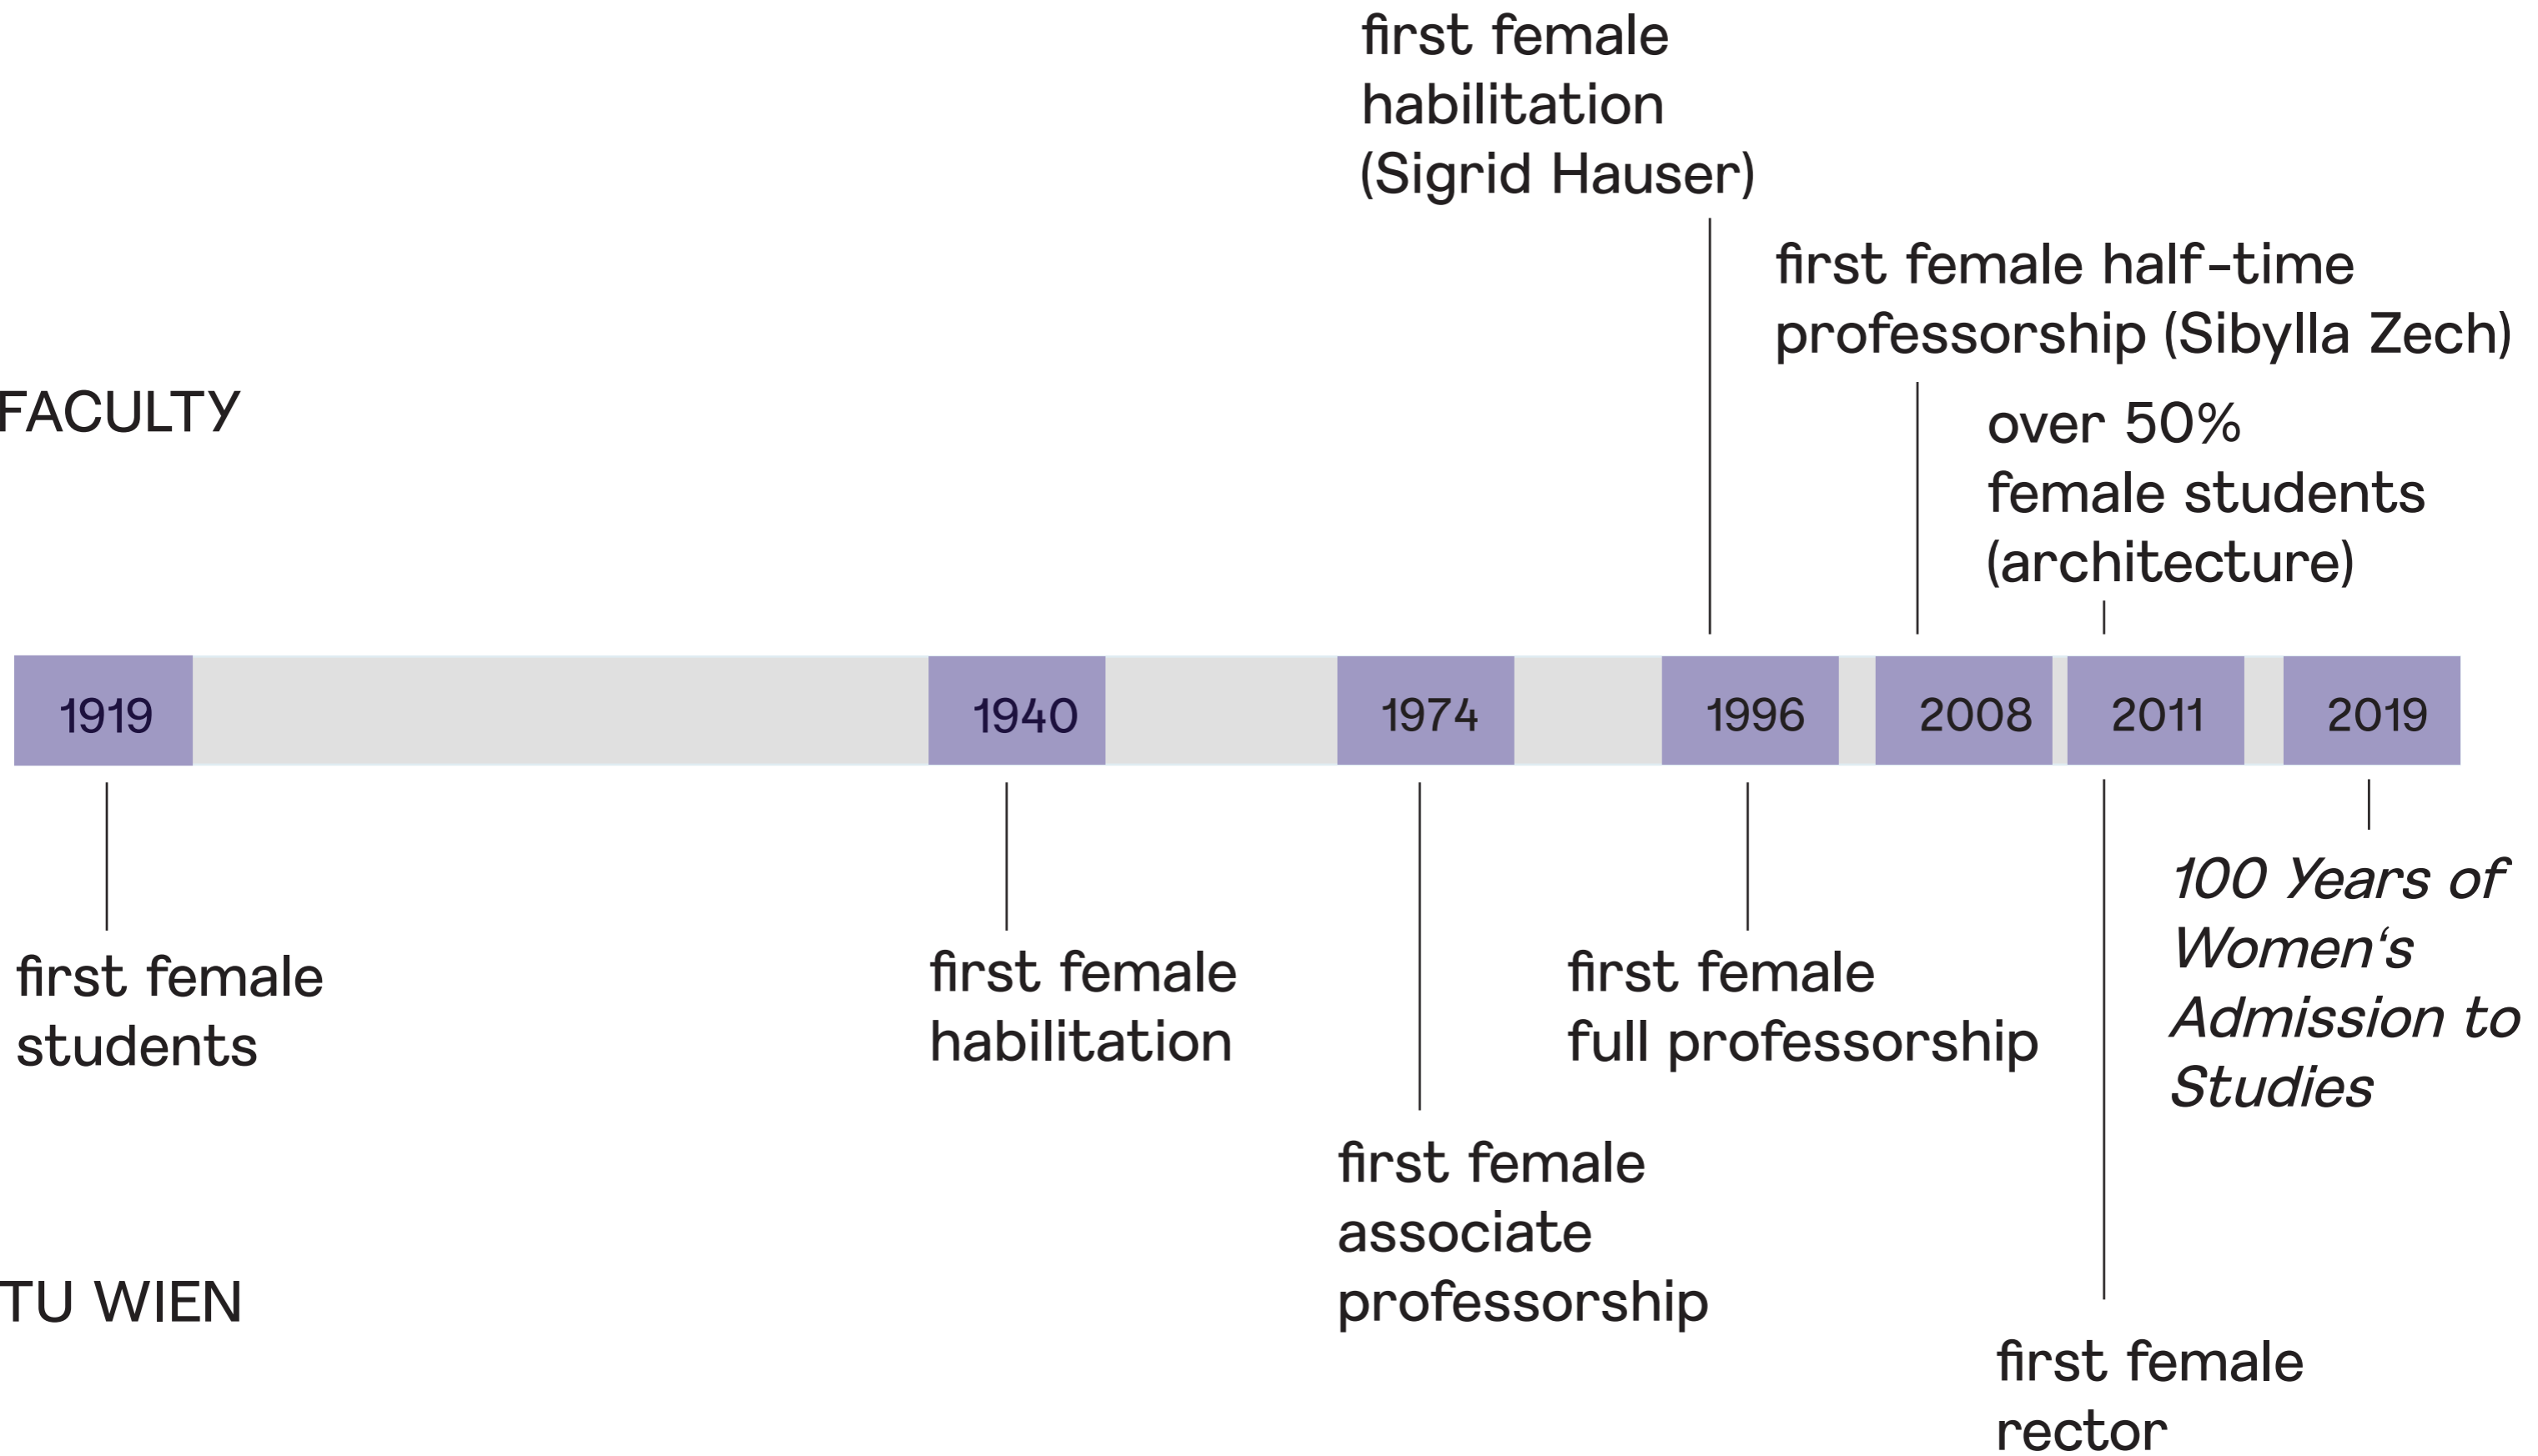 first female
habilitation
(Sigrid Hauser)
first female half-time
professorship (Sibylla Zech)
FACULTY
over 50%
female students
(architecture)
1919
1940
1974
1996
2008
2011
2019
first female
students
first female
habilitation
first female
associate
professorship
first female
full professorship
100 Years of
Women‘s
Admission to
Studies
TU WIEN
first female
rector